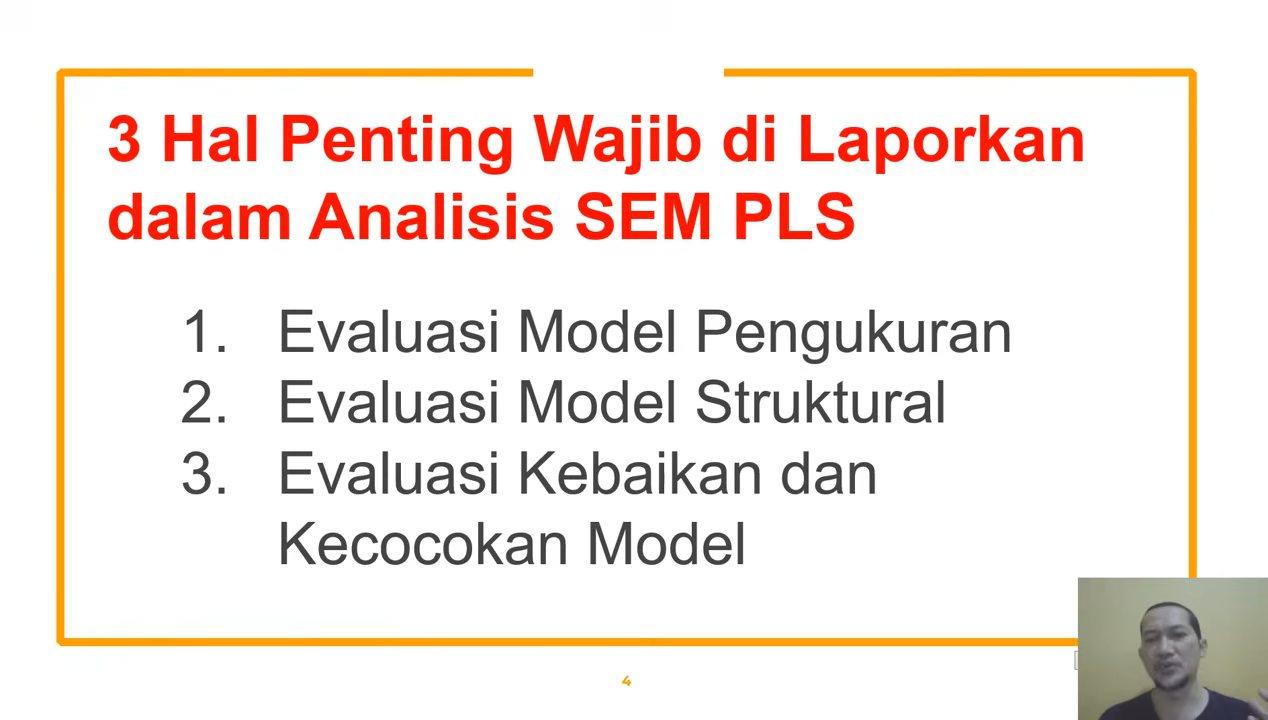 3 Hal Penting Wajib di Laporkan
dalam Analisis SEM PLS
1. Evaluasi Model Pengukuran
2. Evaluasi Model Struktural
3. Evaluasi Kebaikan dan
Kecocokan Model
4